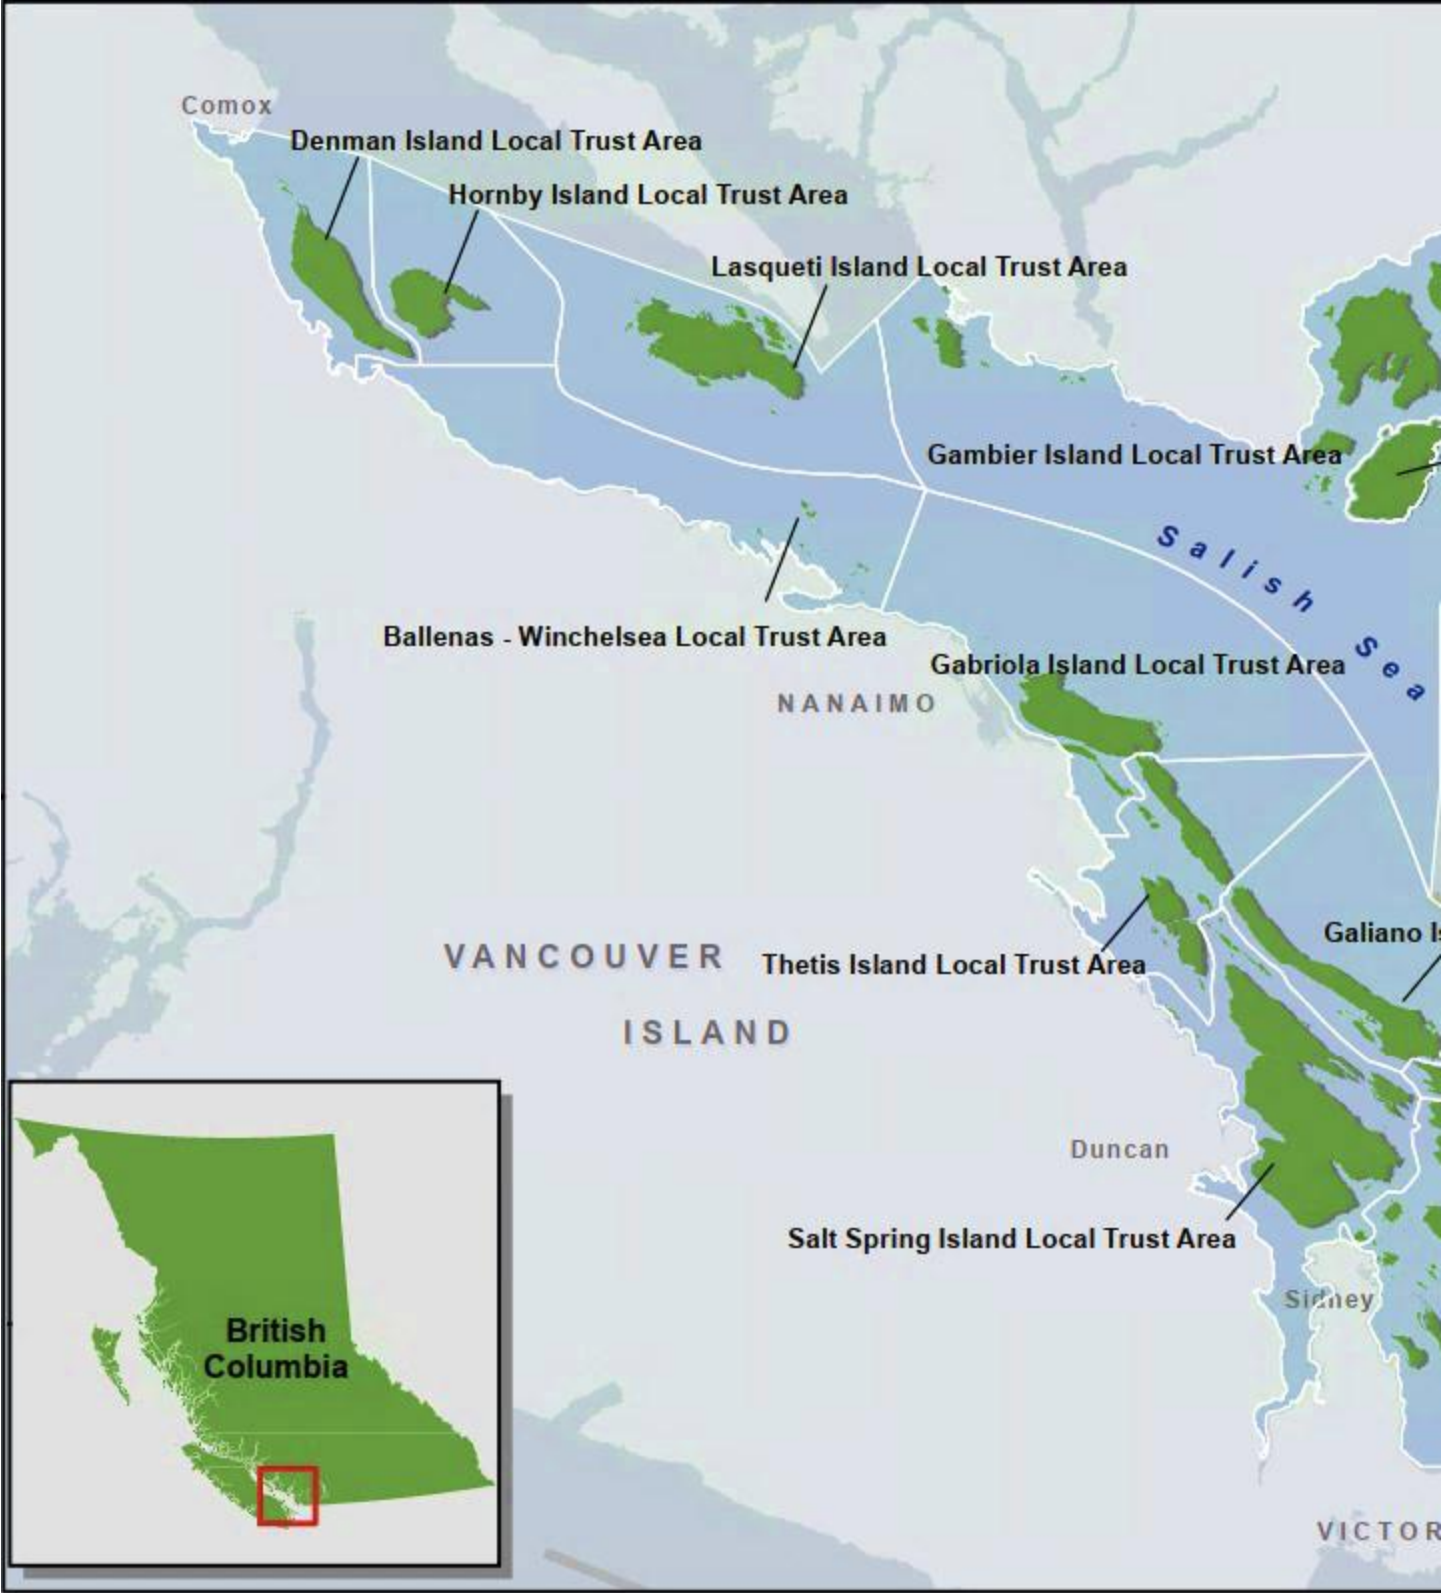 Comox
Denman Island Local Trust Area
Hornby Island Local Trust Area
Lasqueti Island Local Trust Area
Gambier Island Local Trust Area
Salish Sea
Ballenas - Winchelsea Local Trust Area
Gabriola Island Local Trust Area
NANAIMO
Galiano Is
VANCOUVER
Thetis Island Local Trust Area
ISLAND
Duncan
Salt Spring Island Local Trust Area
Sidney
British
Columbia
VICTOR